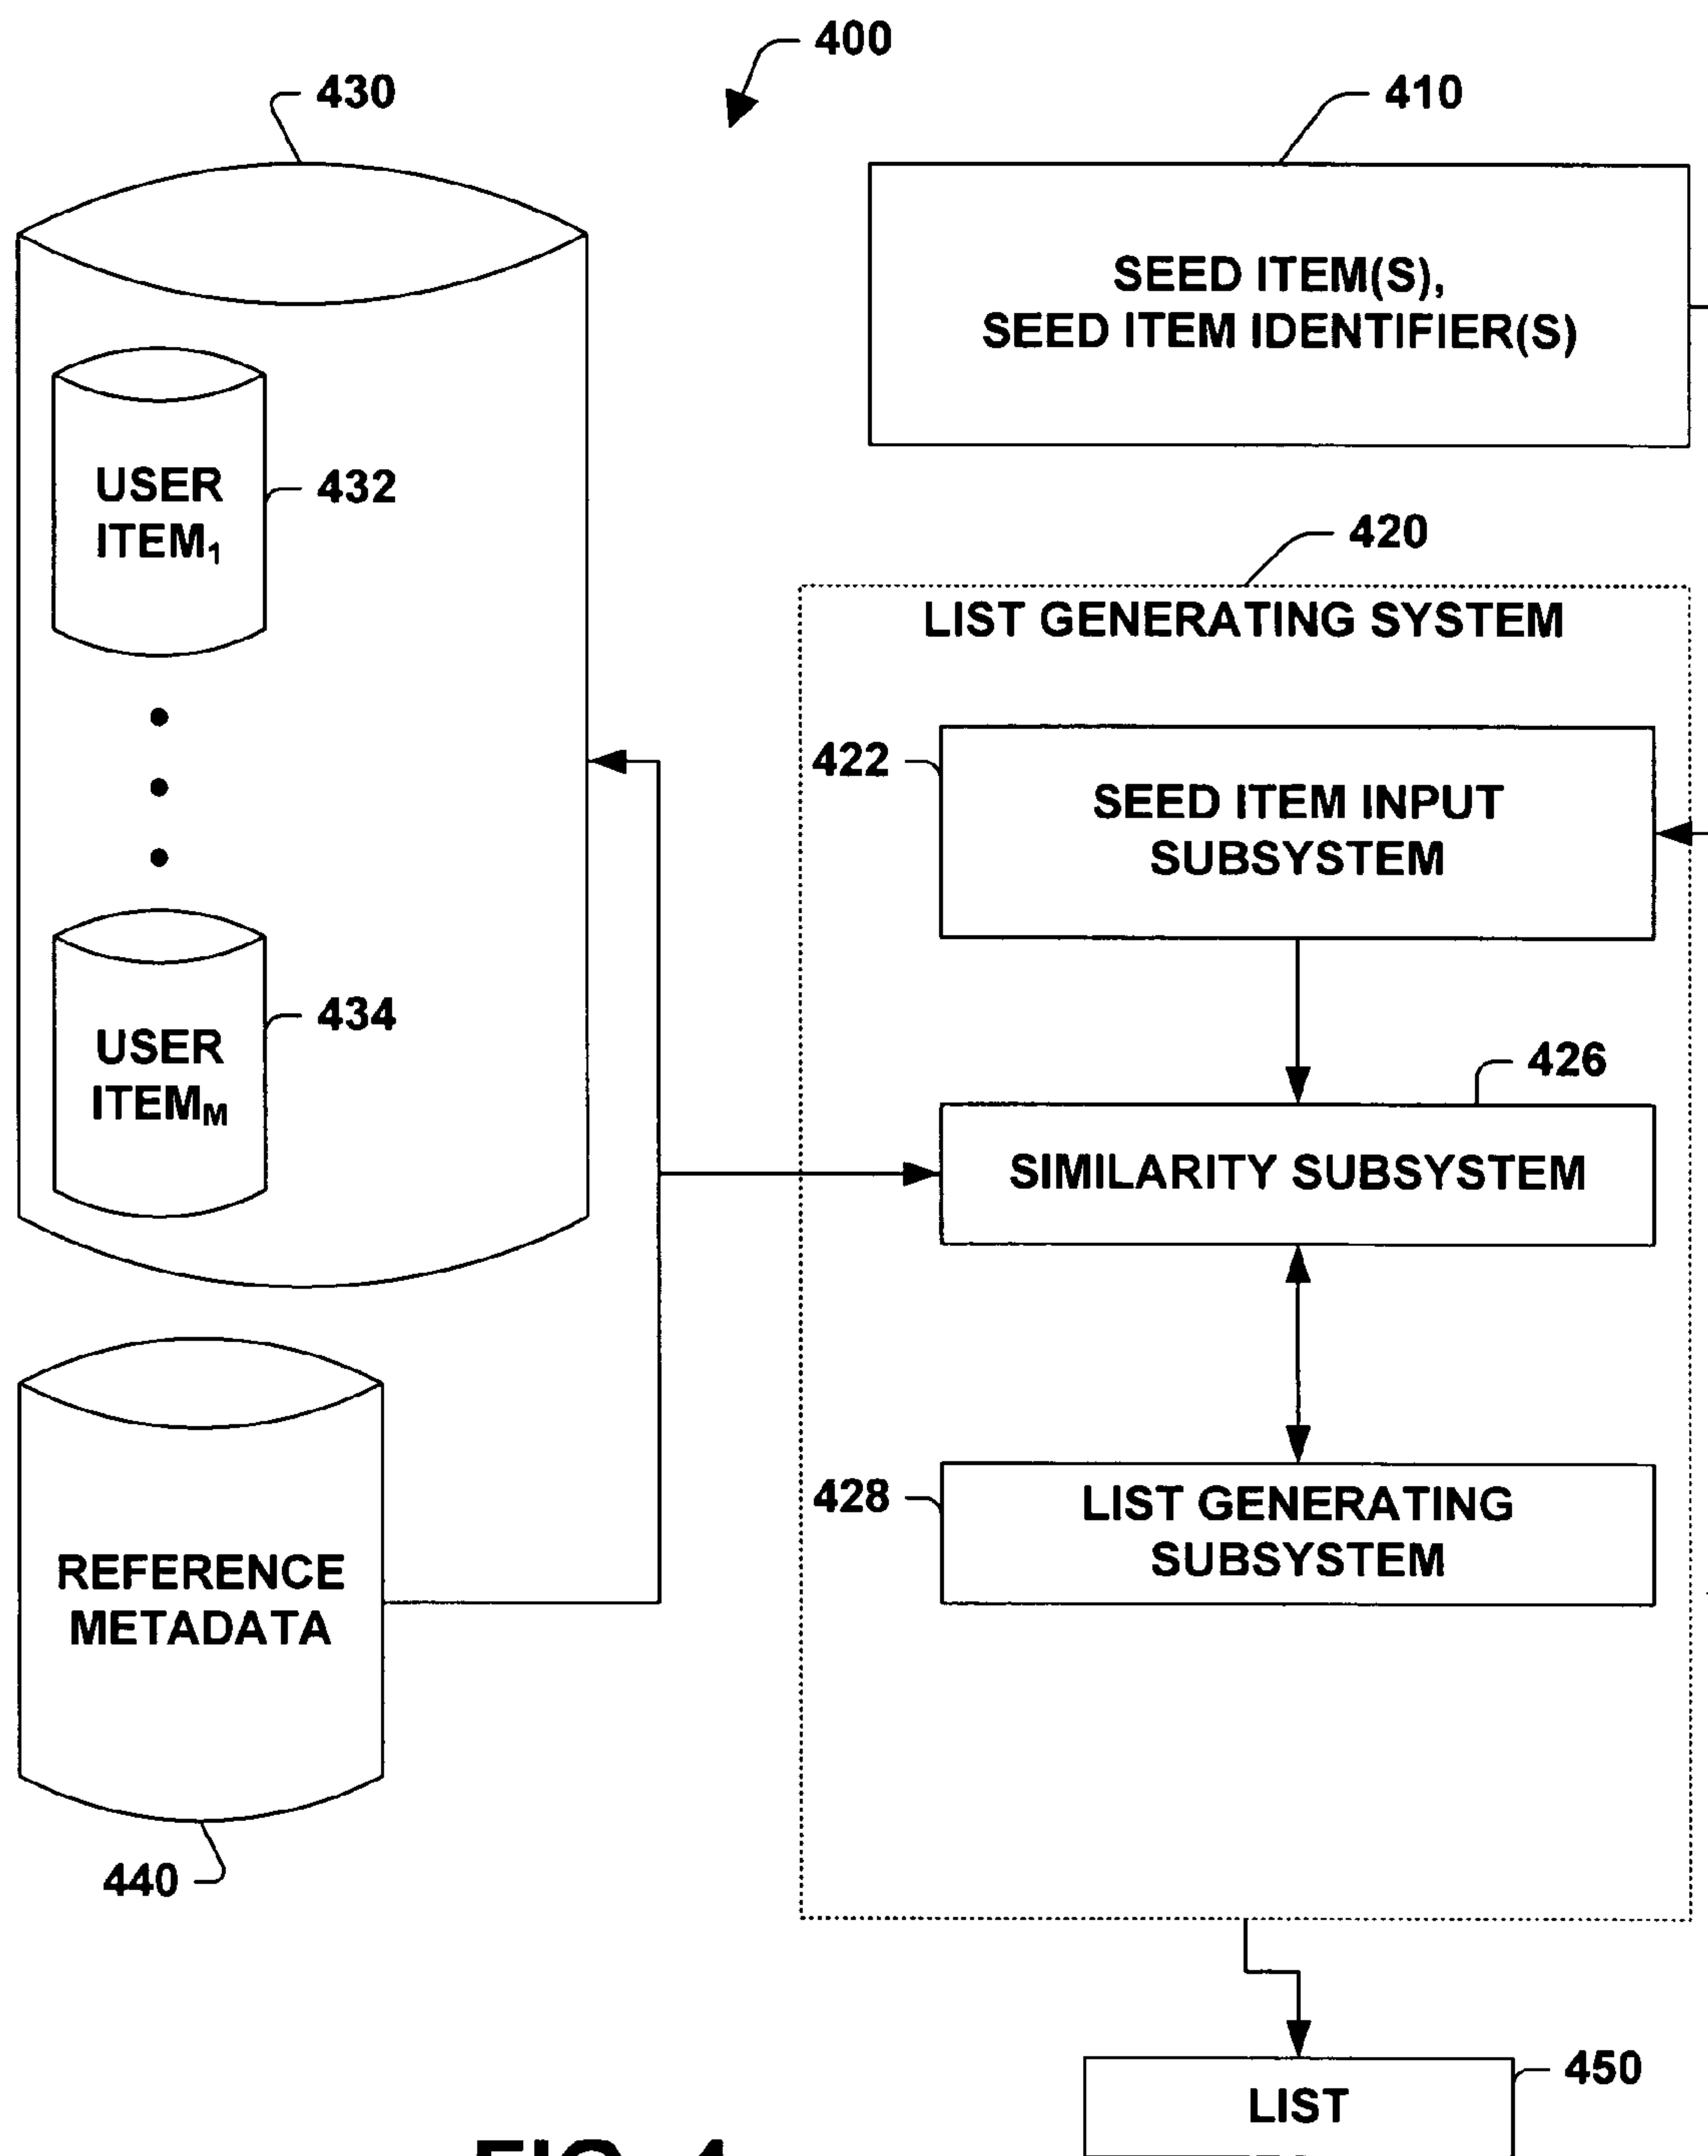 400
430
410
SEED ITEM(S),
SEED ITEM IDENTIFIER(S)
USER
ITEM₁
432
420
LIST GENERATING SYSTEM
422
SEED ITEM INPUT
SUBSYSTEM
USER
ITEMₘ
434
426
SIMILARITY SUBSYSTEM
428
LIST GENERATING
SUBSYSTEM
REFERENCE
METADATA
440
450
LIST